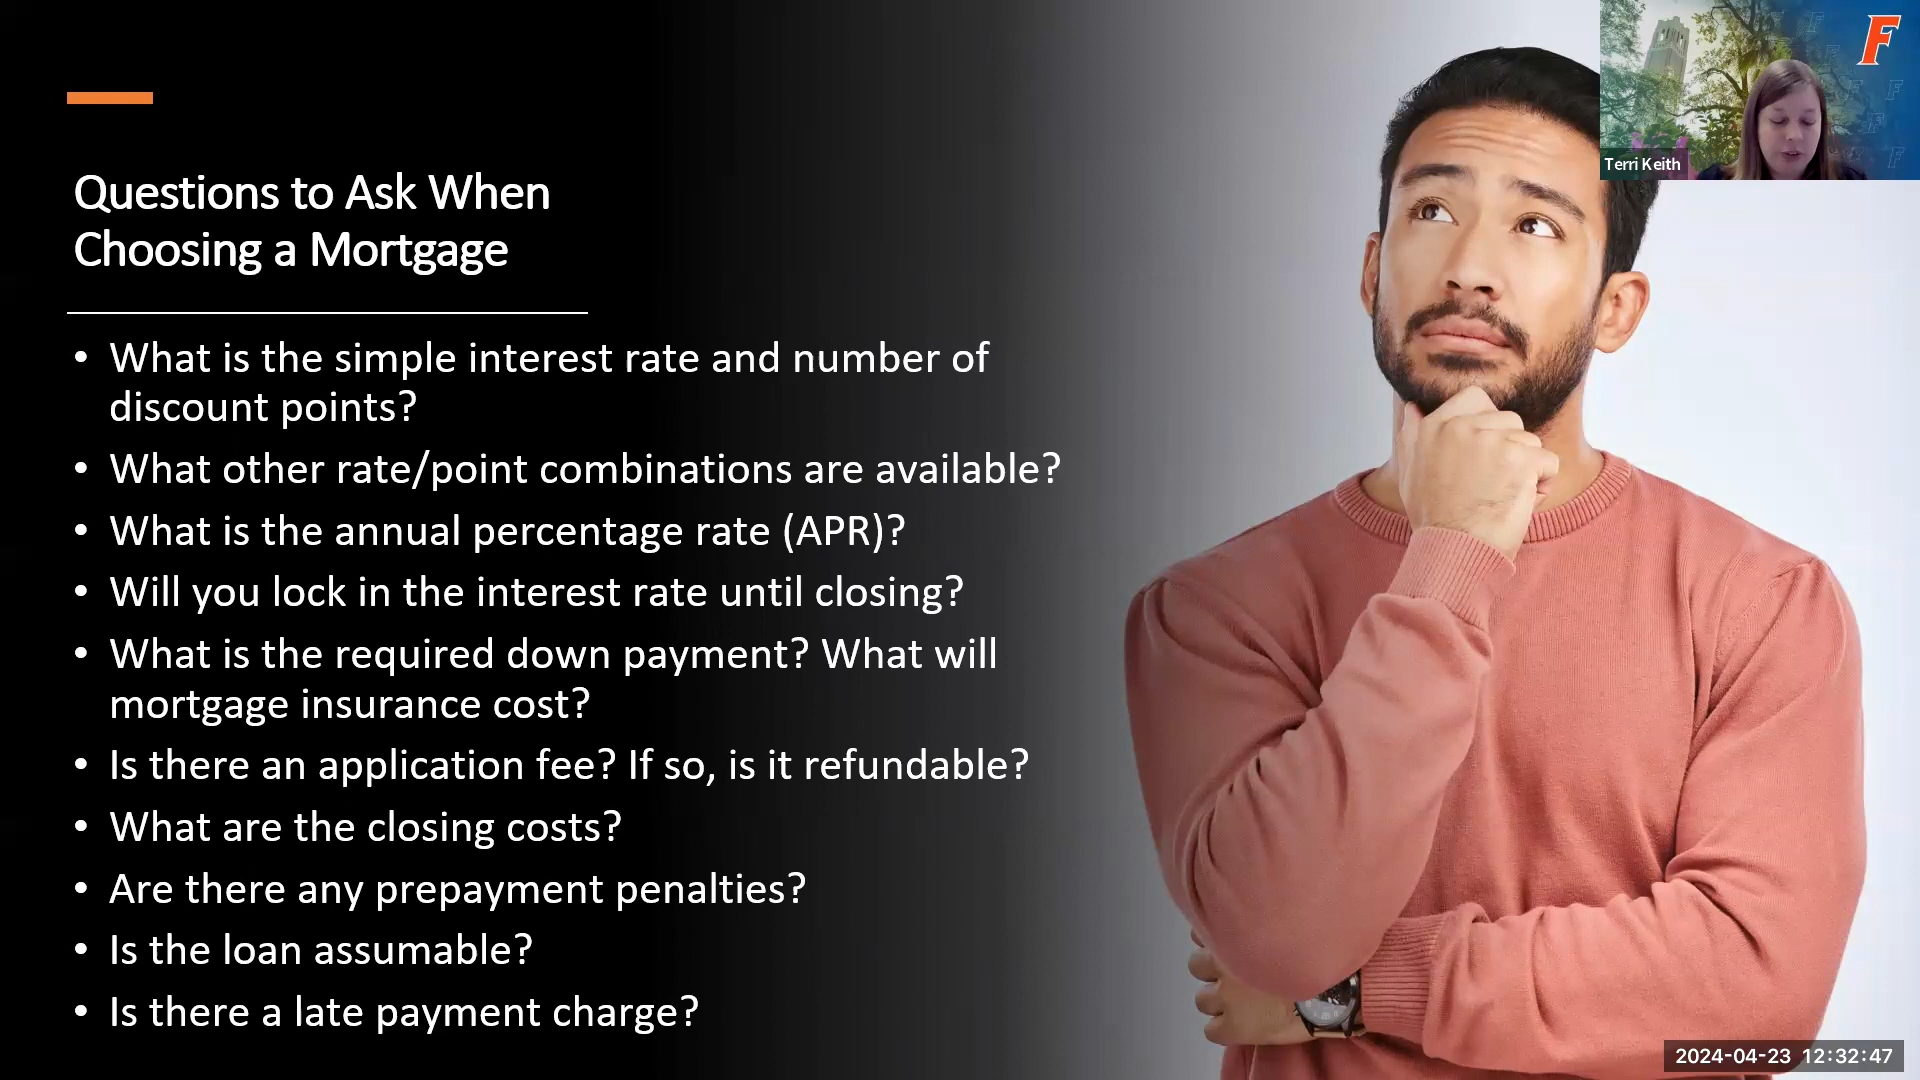 Questions to Ask When
Choosing a Mortgage
• What is the simple interest rate and number of
discount points?
• What other rate/point combinations are available?
• What is the annual percentage rate (APR)?
• Will you lock in the interest rate until closing?
• What is the required down payment? What will
mortgage insurance cost?
• Is there an application fee? If so, is it refundable?
• What are the closing costs?
• Are there any prepayment penalties?
• Is the loan assumable?
• Is there a late payment charge?
F
Terri Keith
2024-04-23 12:32:47